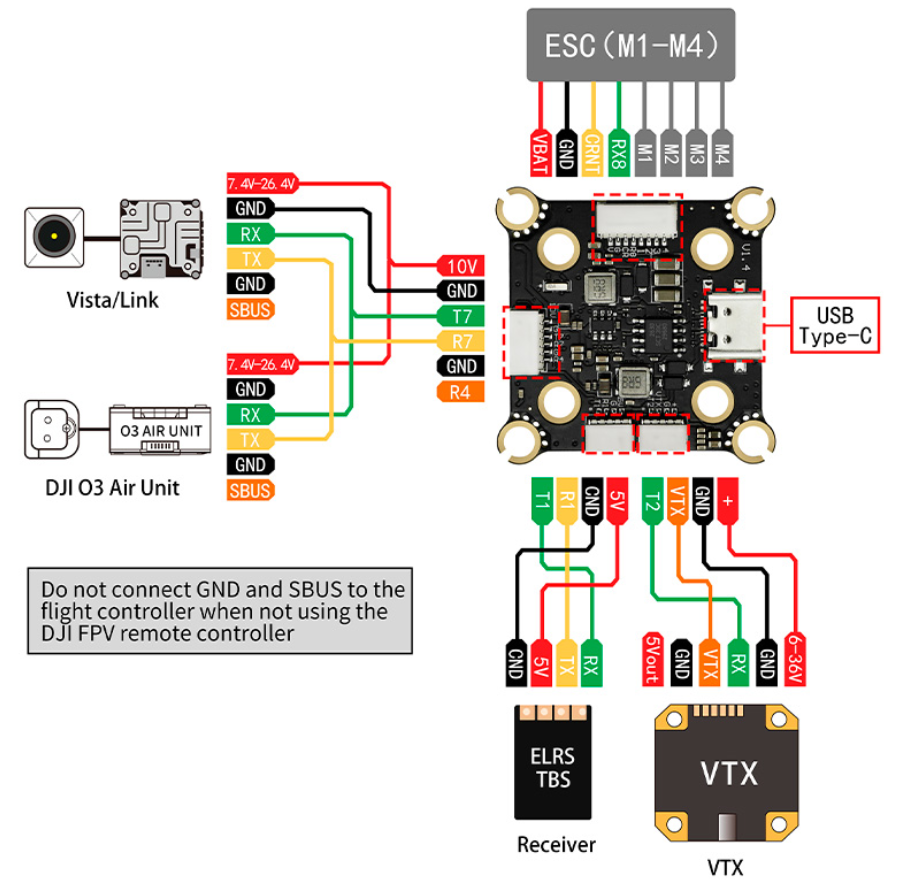 ESC(M1-M4)
VBAT
GND
CRNT
RX8
M1
M2
M3
M4
7.4V-26.4V
GND
RX
TX
GND
SBUS
Vista/Link
10V
GND
T7
R7
GND
R4
V1.4
USB
Type-C
7.4V-26.4V
GND
RX
TX
GND
SBUS
O3 AIR UNIT
DJI O3 Air Unit
T1
R1
GND
5V
T2
VTX
GND
+
Do not connect GND and SBUS to the
flight controller when not using the
DJI FPV remote controller
GND
5V
TX
RX
5Vout
GND
VTX
RX
GND
6-36V
ELRS
TBS
Receiver
VTX
VTX